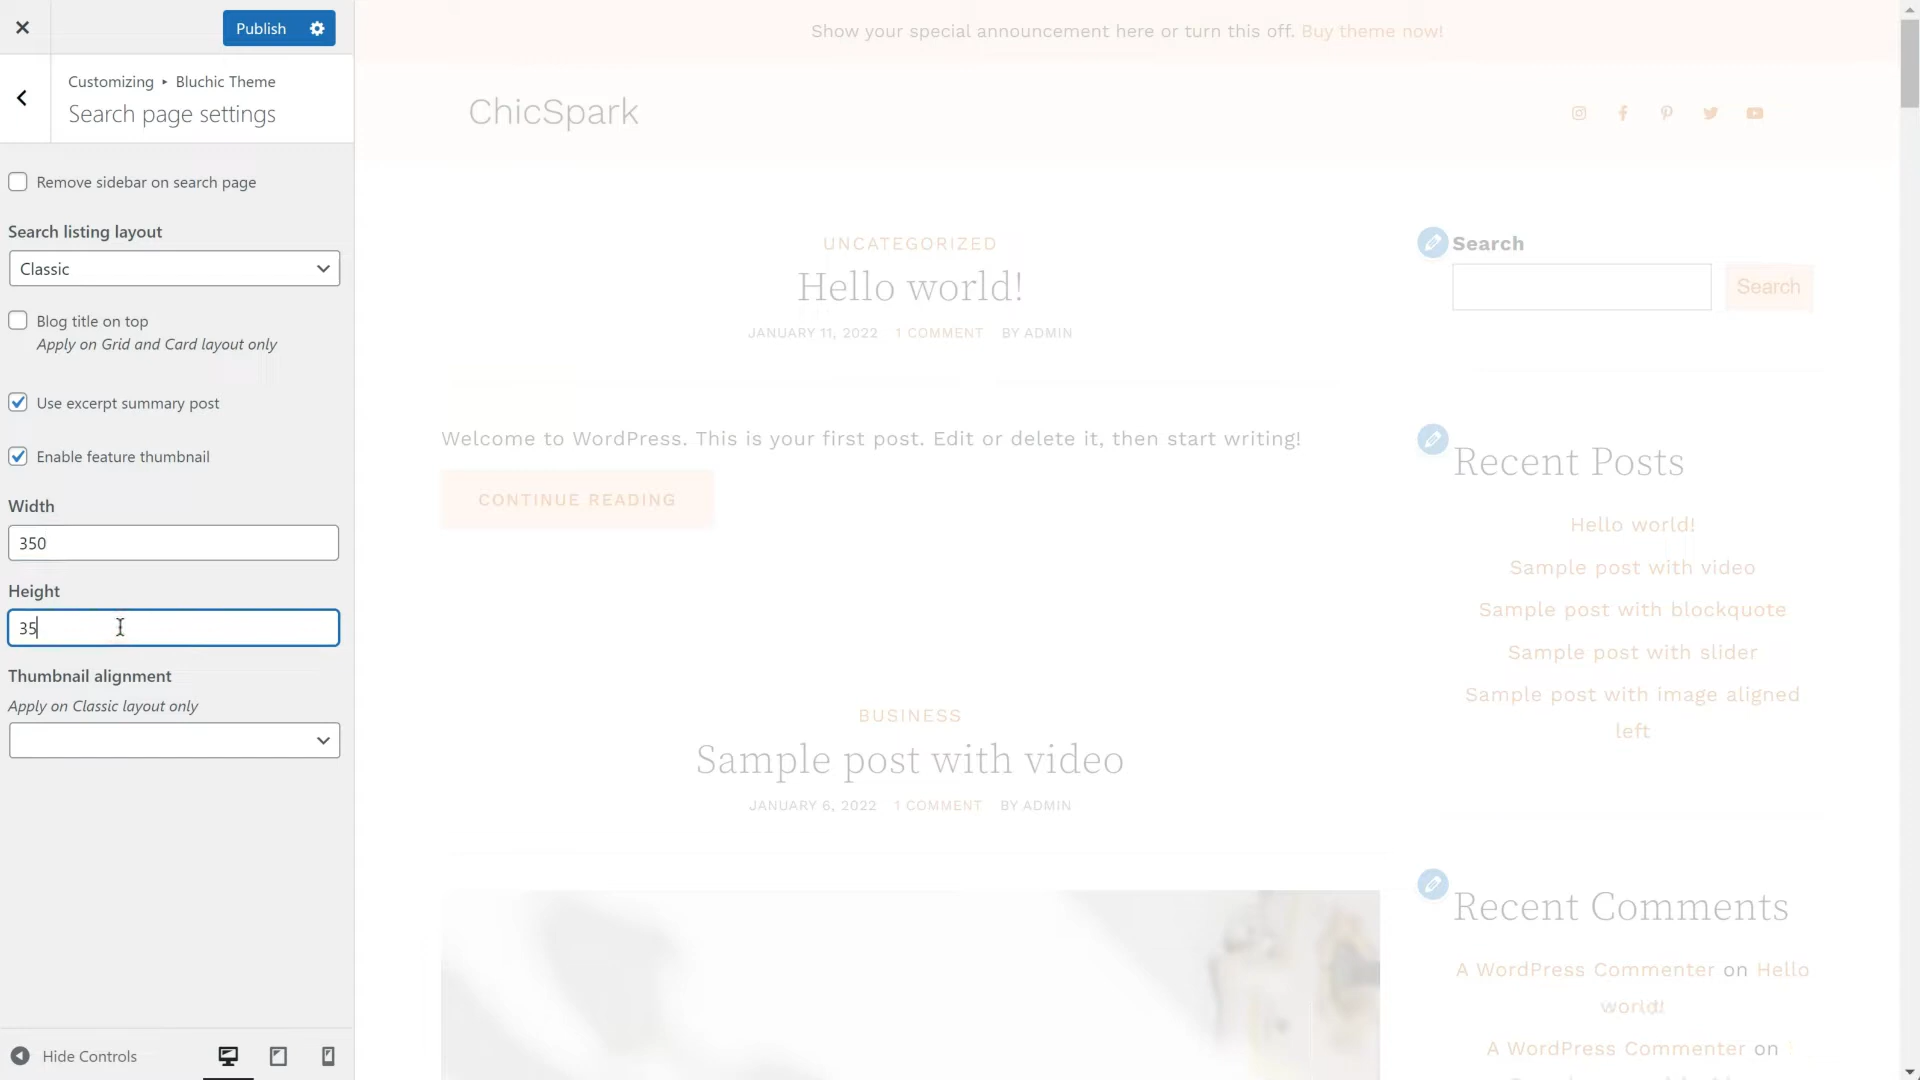 Publish
Customizing ▸ Bluchic Theme
Search page settings
Remove sidebar on search page
Search listing layout
Classic
Blog title on top
Apply on Grid and Card layout only
Use excerpt summary post
Enable feature thumbnail
Width
350
Height
35
Thumbnail alignment
Apply on Classic layout only
Hide Controls
Show your special announcement here or turn this off. Buy theme now!
ChicSpark
UNCATEGORIZED
Hello world!
JANUARY 11, 2022 1 COMMENT BY ADMIN
Welcome to WordPress. This is your first post. Edit or delete it, then start writing!
CONTINUE READING
BUSINESS
Sample post with video
JANUARY 6, 2022 1 COMMENT BY ADMIN
Search
Search
Recent Posts
Hello world!
Sample post with video
Sample post with blockquote
Sample post with slider
Sample post with image aligned
left
Recent Comments
A WordPress Commenter on Hello
world!
A WordPress Commenter on